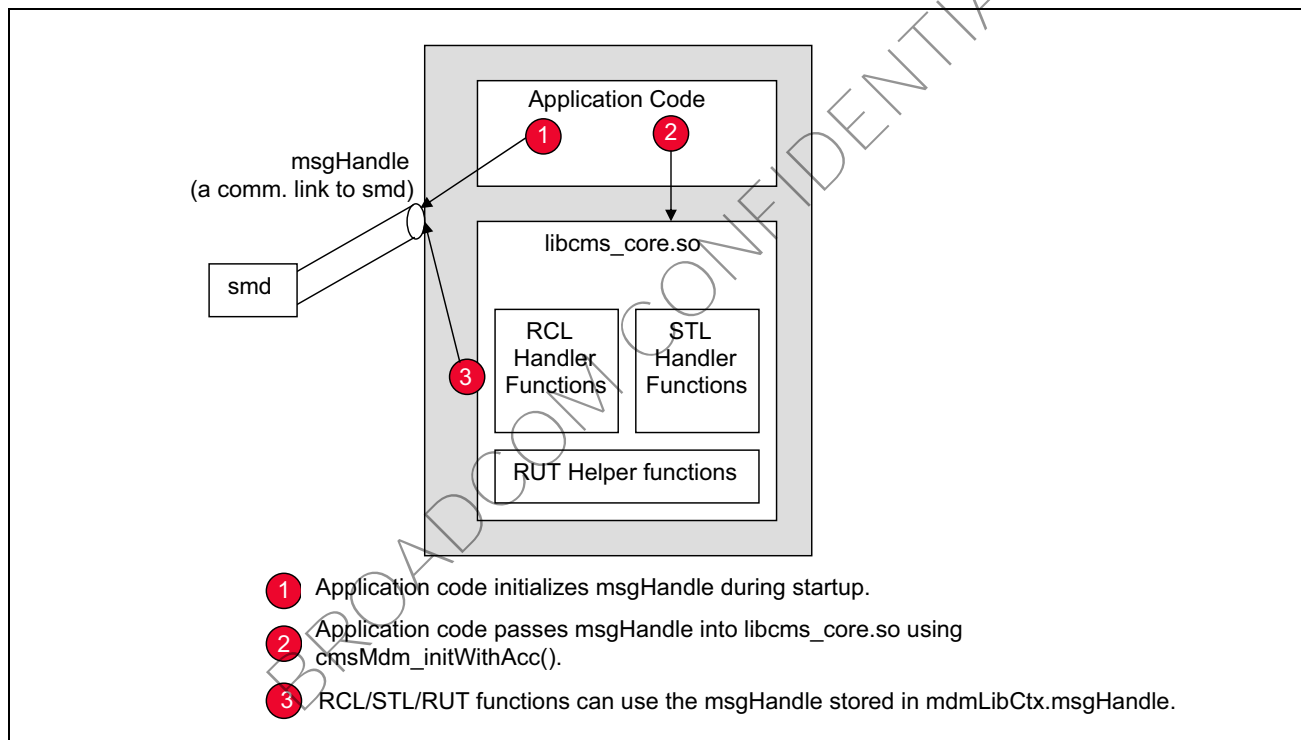 Application Code
1
2
msgHandle
(a comm. link to smd)
libcms_core.so
smd
RCL
Handler
Functions
STL
Handler
Functions
3
RUT Helper functions
1 Application code initializes msgHandle during startup.
2 Application code passes msgHandle into libcms_core.so using
cmsMdm_initWithAcc().
3 RCL/STL/RUT functions can use the msgHandle stored in mdmLibCtx.msgHandle.
BROADCOM CONFIDENTIA